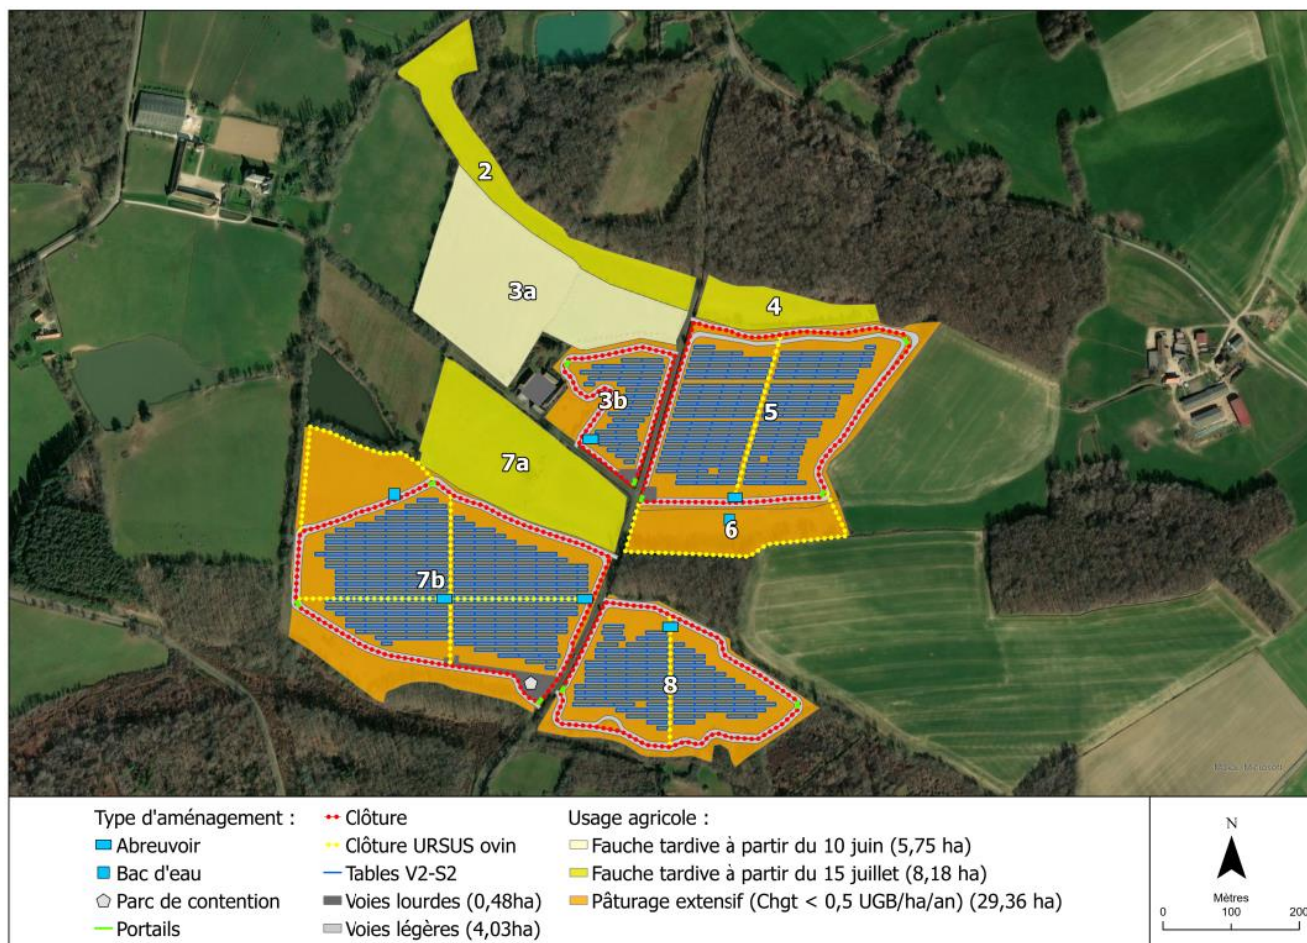 2
3a
4
3b
5
7a
6
7b
8
Type d'aménagement :
Abreuvoir
Bac d'eau
Parc de contention
Portails
Clôture
Clôture URSUS ovin
Tables V2-S2
Voies lourdes (0,48ha)
Voies légères (4,03ha)
Usage agricole :
Fauche tardive à partir du 10 juin (5,75 ha)
Fauche tardive à partir du 15 juillet (8,18 ha)
Pâturage extensif (Chgt < 0,5 UGB/ha/an) (29,36 ha)
N
Mètres
0 100 200